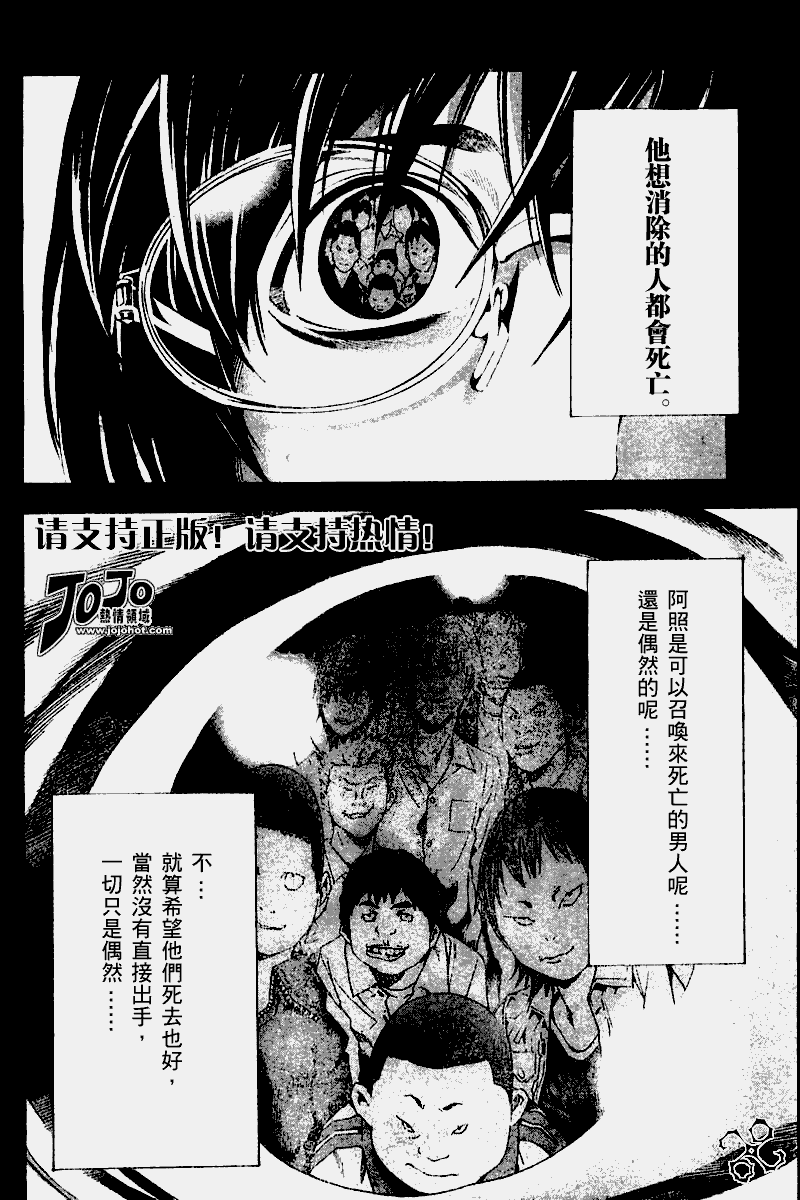 他想消除的人都會死亡。
请支持正版！请支持热情！
JOJO
熱情領域
www.jojohot.com
阿照是可以召喚來死亡的男人呢……
還是偶然的呢……
不…
就算希望他們死去也好，
當然沒有直接出手，
一切只是偶然……